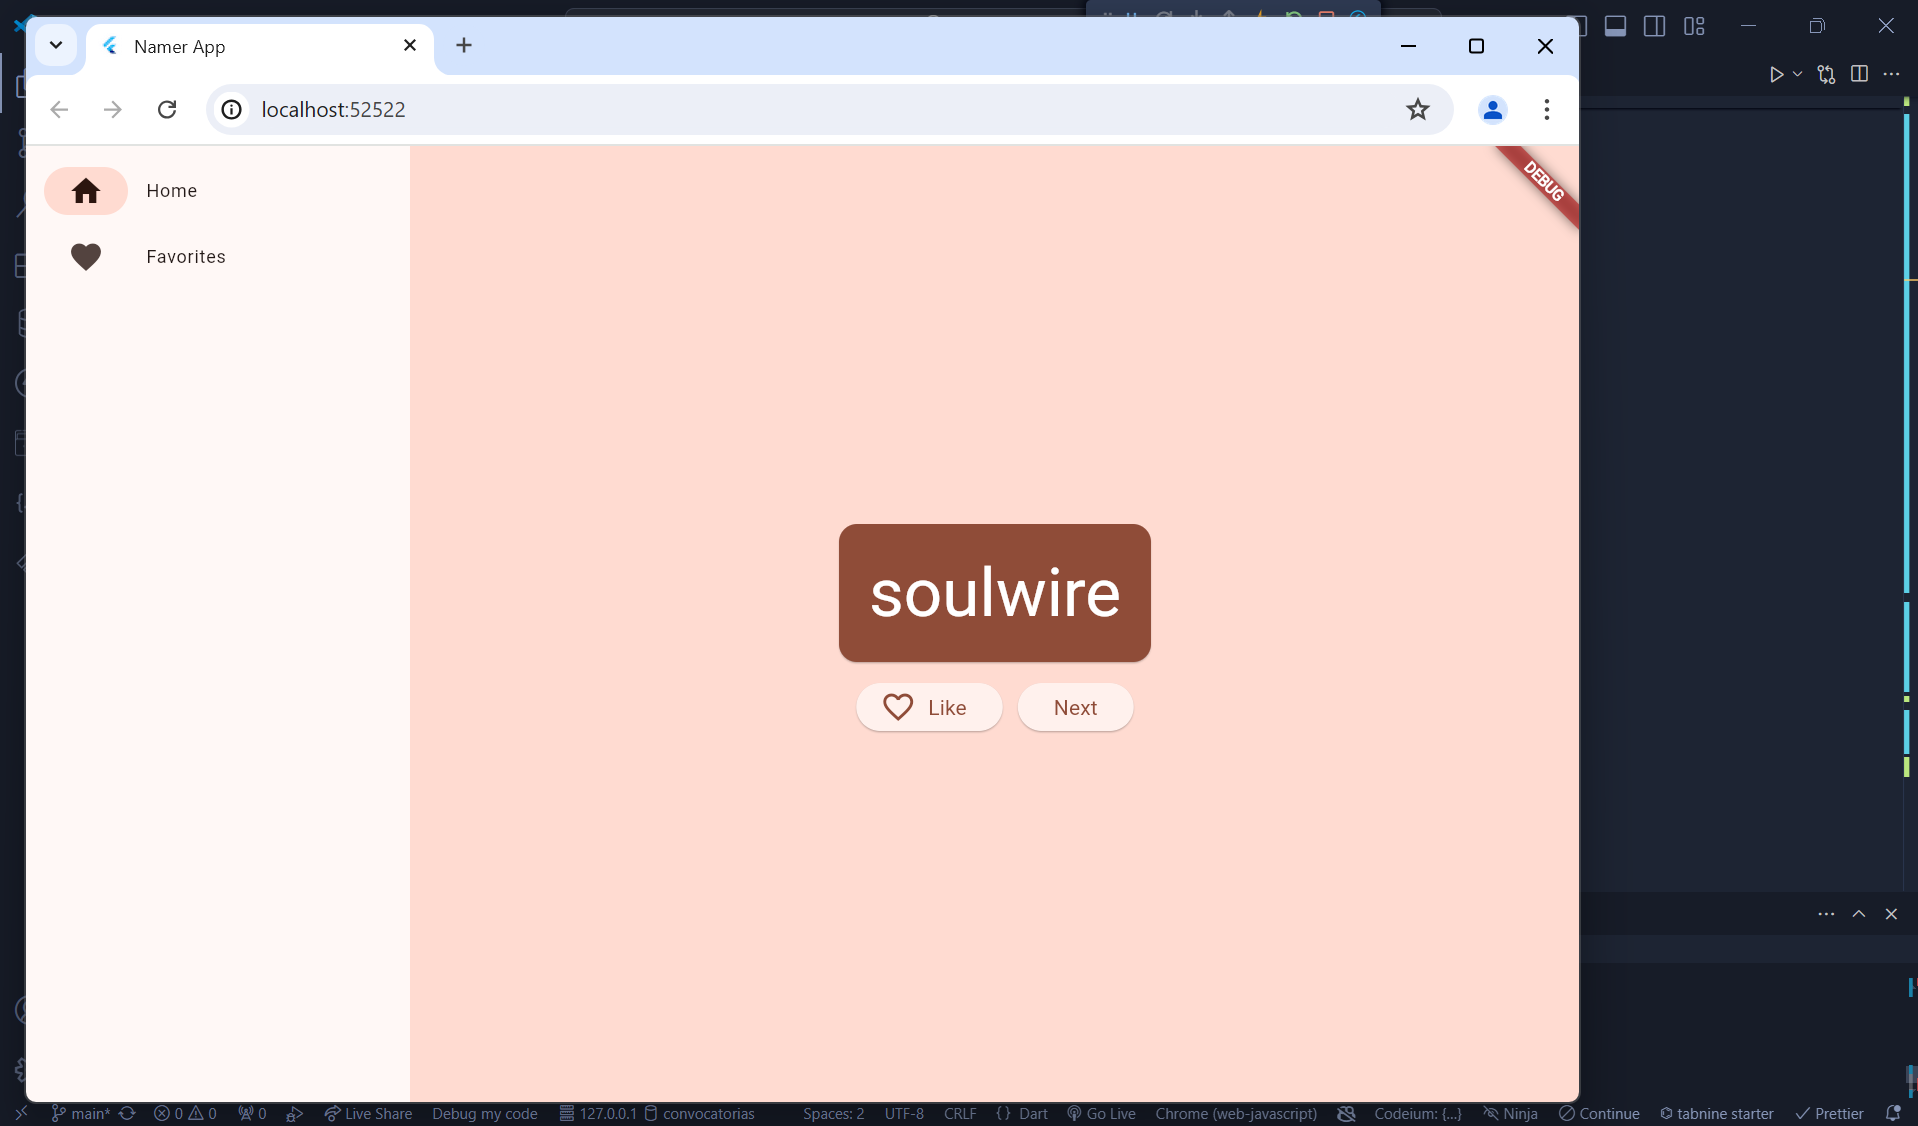 Namer App
localhost:52522
Home
Favorites
DEBUG
soulwire
Like
Next
main* 0 0 0 Live Share Debug my code 127.0.0.1 convocatorias Spaces: 2 UTF-8 CRLF {} Dart Go Live Chrome (web-javascript) Codeium: {...} Ninja Continue tabnine starter Prettier